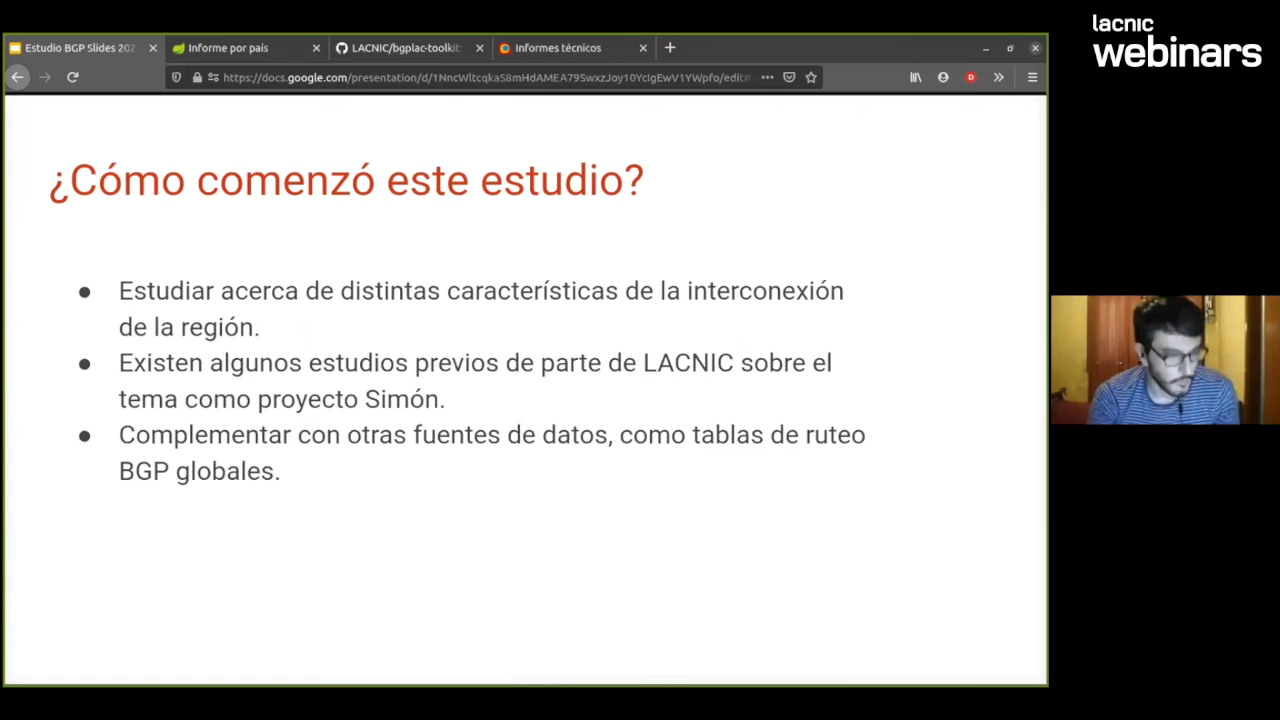 lacnic
webinars
Estudio BGP Slides 202
Informe por país
LACNIC/bgplac-toolkit:
Informes técnicos
¿Cómo comenzó este estudio?
● Estudiar acerca de distintas características de la interconexión
de la región.
● Existen algunos estudios previos de parte de LACNIC sobre el
tema como proyecto Simón.
● Complementar con otras fuentes de datos, como tablas de ruteo
BGP globales.